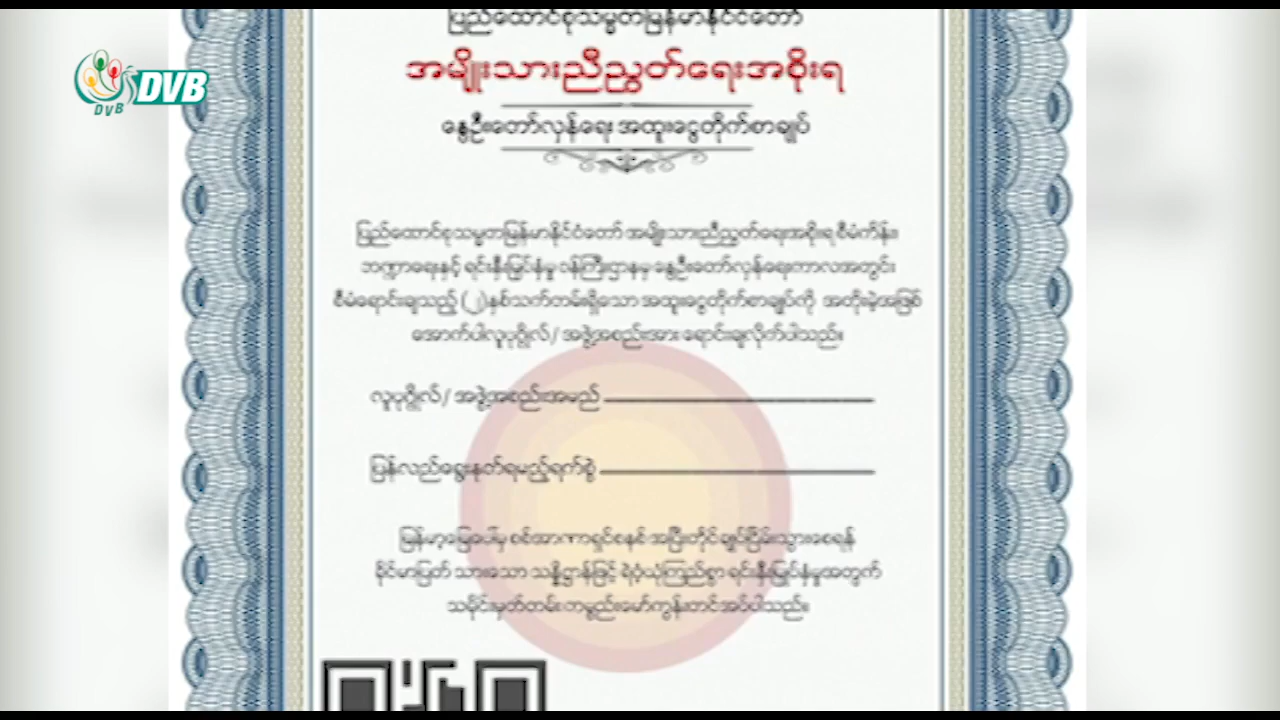 ပြည်ထောင်စုသမ္မတမြန်မာနိုင်ငံတော်
အမျိုးသားညီညွတ်ရေးအစိုးရ
နွေဦးတော်လှန်ရေး အထူးငွေတိုက်စာချုပ်
ပြည်ထောင်စုသမ္မတမြန်မာနိုင်ငံတော် အမျိုးသားညီညွတ်ရေးအစိုးရ စီမံကိန်း၊
ဘဏ္ဍာရေးနှင့် ရင်းနှီးမြှုပ်နှံမှု ဝန်ကြီးဌာနမှ နွေဦးတော်လှန်ရေးကာလအတွင်း
စီမံရောင်းချသည့် (၂)နှစ်သက်တမ်းရှိသော အထူးငွေတိုက်စာချုပ်ကို အတိုးမဲ့အဖြစ်
အောက်ပါလူပုဂ္ဂိုလ်/ အဖွဲ့အစည်းအား ရောင်းချလိုက်ပါသည်။
လူပုဂ္ဂိုလ်/ အဖွဲ့အစည်းအမည်
ပြန်လည်ရွေးနုတ်ရမည့်ရက်စွဲ
မြန်မာ့မြေပေါ်မှ စစ်အာဏာရှင်စနစ် အပြီးတိုင်ချုပ်ငြိမ်းသွားစေရန်
ခိုင်မာပြတ်သားသော သန္နိဋ္ဌာန်ဖြင့် ရဲဝံ့ယုံကြည်စွာ ရင်းနှီးမြှုပ်နှံမှုအတွက်
သမိုင်းမှတ်တမ်း ကမ္ပည်းမော်ကွန်းတင်အပ်ပါသည်။
DVB
DVB